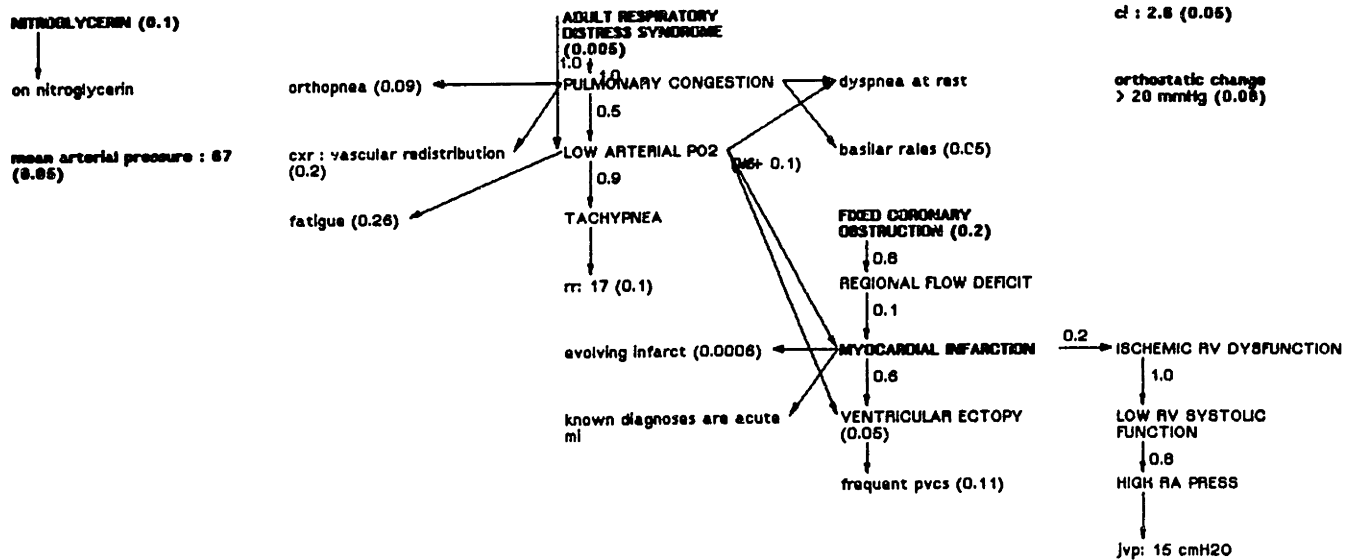 NITROGLYCERIN (0.1)
on nitroglycerin
mean arterial pressure : 67
(0.05)
orthopnea (0.09)
cxr : vascular redistribution
(0.2)
fatigue (0.26)
ADULT RESPIRATORY
DISTRESS SYNDROME
(0.005)
1.0
1.0
PULMONARY CONGESTION
0.5
LOW ARTERIAL PO2
0.9
TACHYPNEA
rr: 17 (0.1)
dyspnea at rest
basilar rales (0.05)
0.1)
FIXED CORONARY
OBSTRUCTION (0.2)
0.8
REGIONAL FLOW DEFICIT
0.1
evolving infarct (0.0006)
MYOCARDIAL INFARCTION
0.2
ISCHEMIC RV DYSFUNCTION
0.6
1.0
known diagnoses are acute
mi
VENTRICULAR ECTOPY
(0.05)
LOW RV SYSTOLIC
FUNCTION
0.8
frequent pvcs (0.11)
HIGH RA PRESS
jvp: 15 cmH2O
cl : 2.6 (0.05)
orthostatic change
> 20 mmHg (0.08)